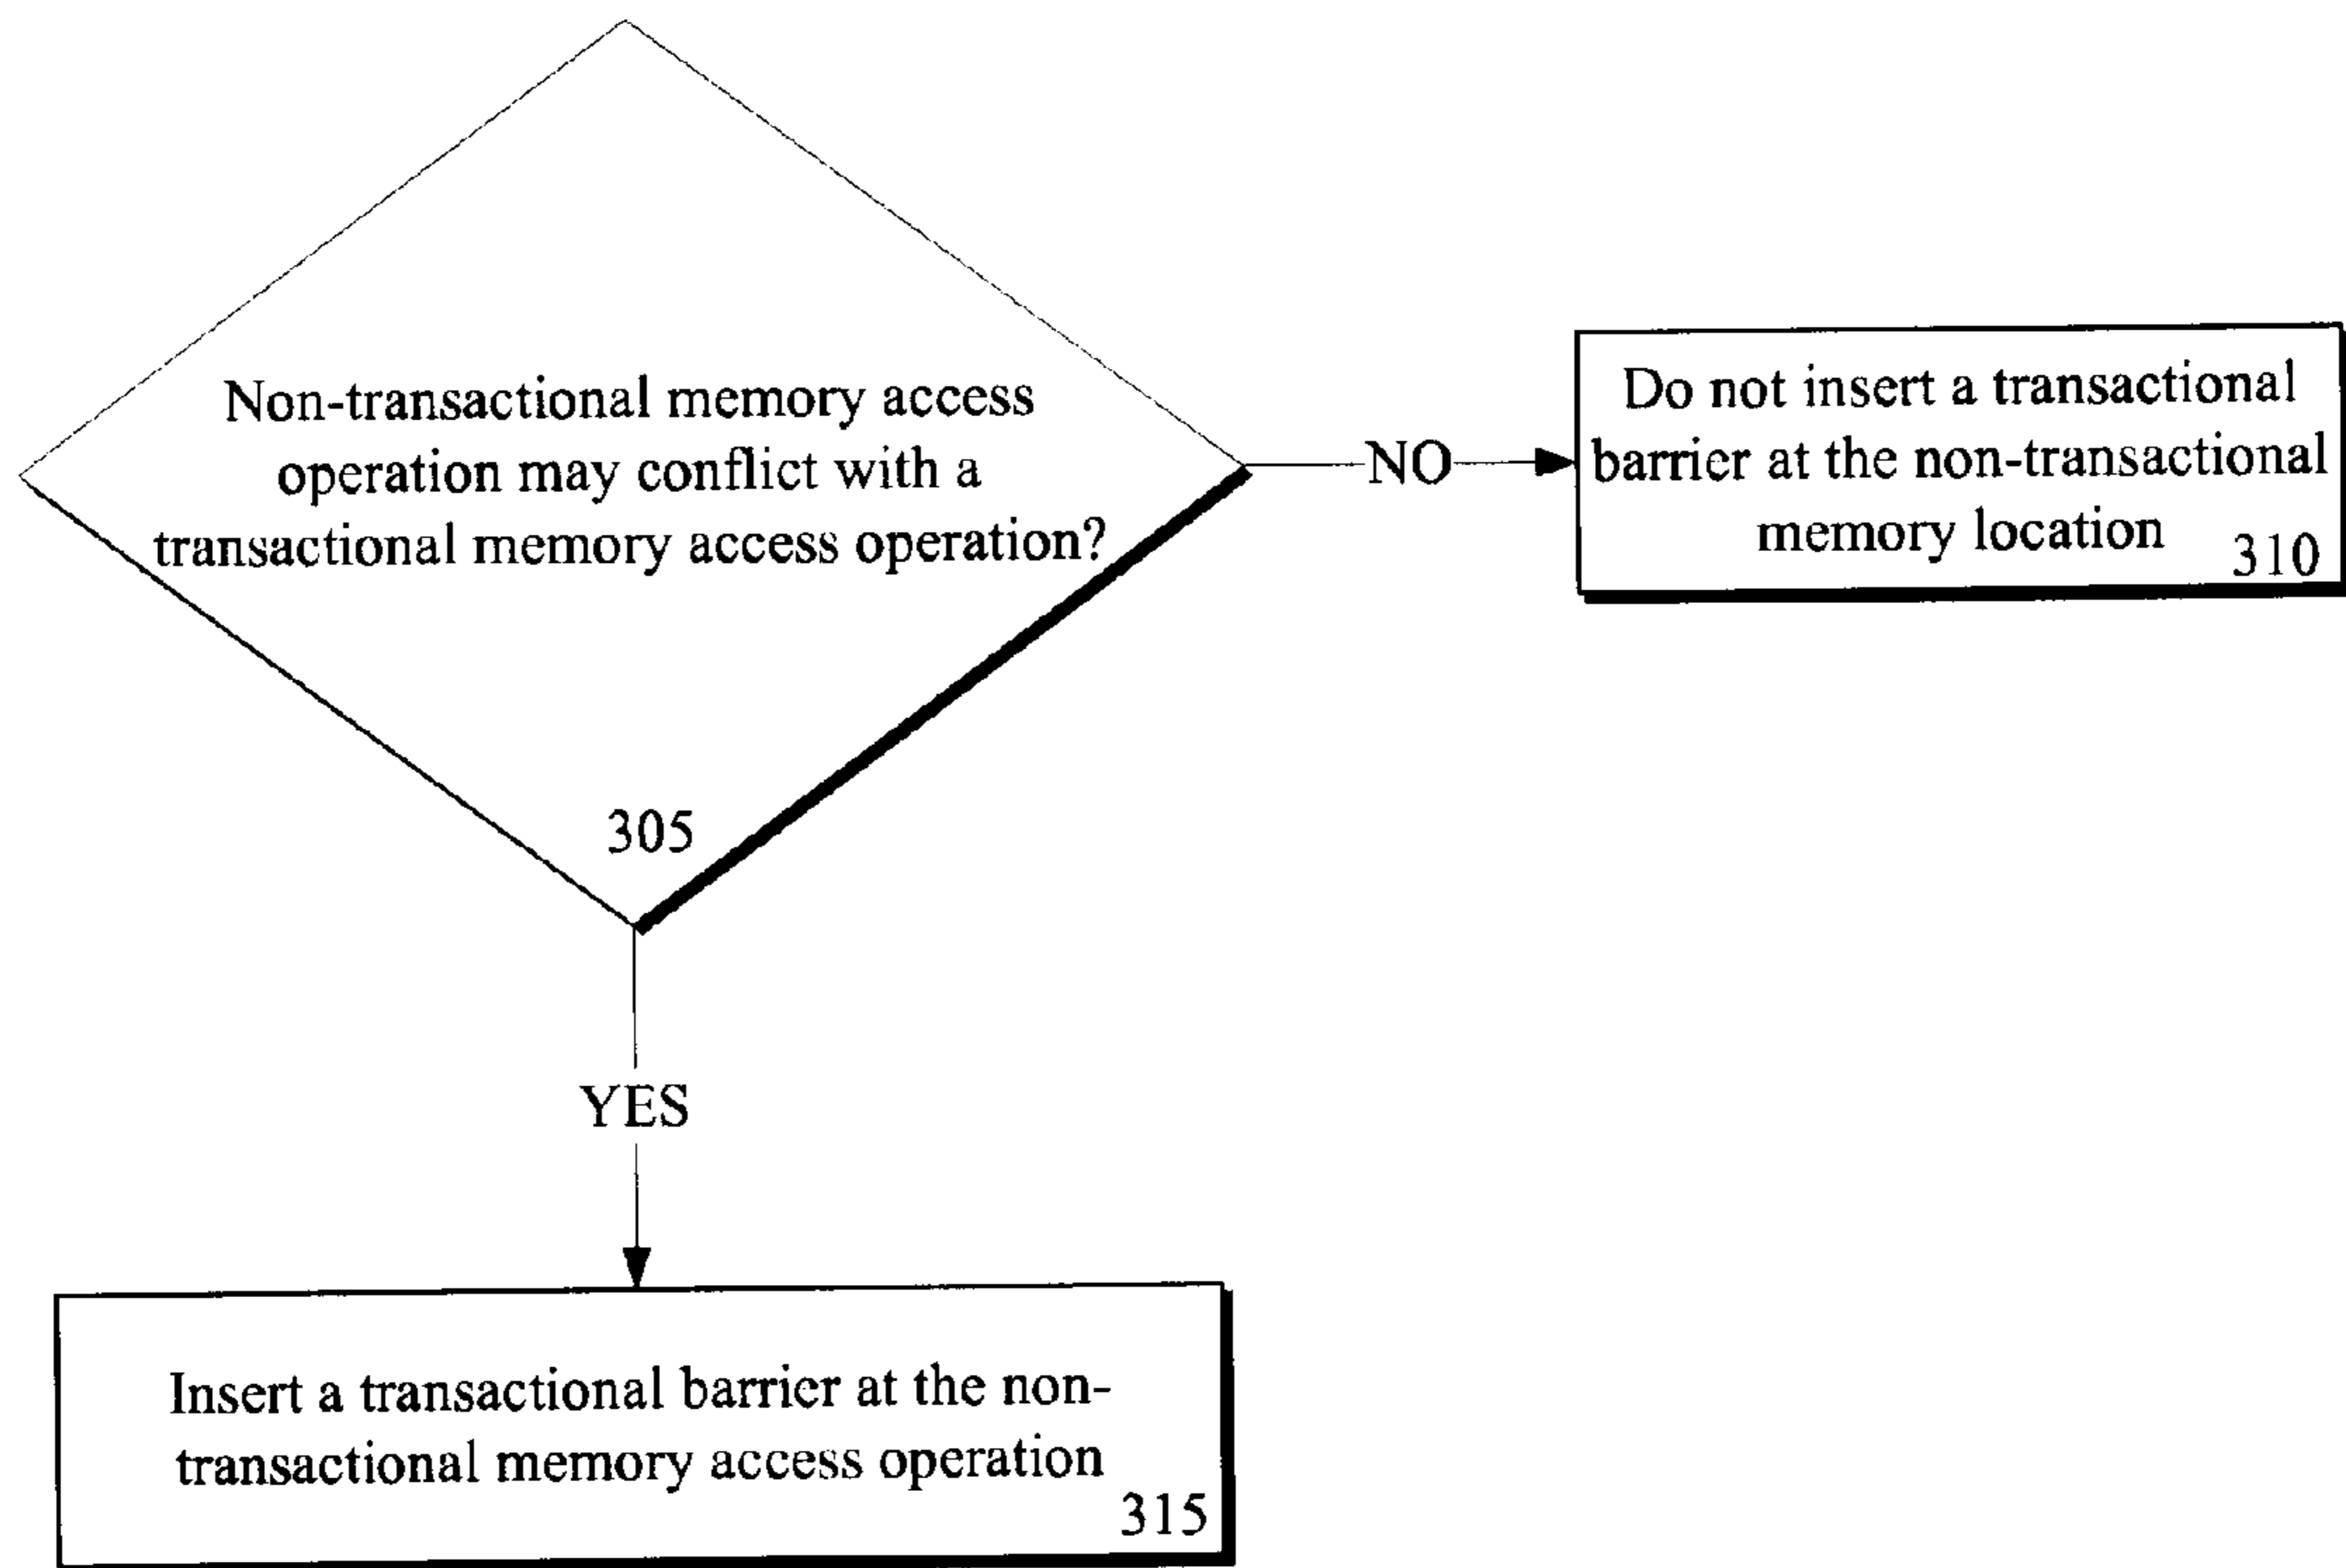 Non-transactional memory access
operation may conflict with a
transactional memory access operation?
305
NO
Do not insert a transactional
barrier at the non-transactional
memory location
310
YES
Insert a transactional barrier at the non-
transactional memory access operation
315